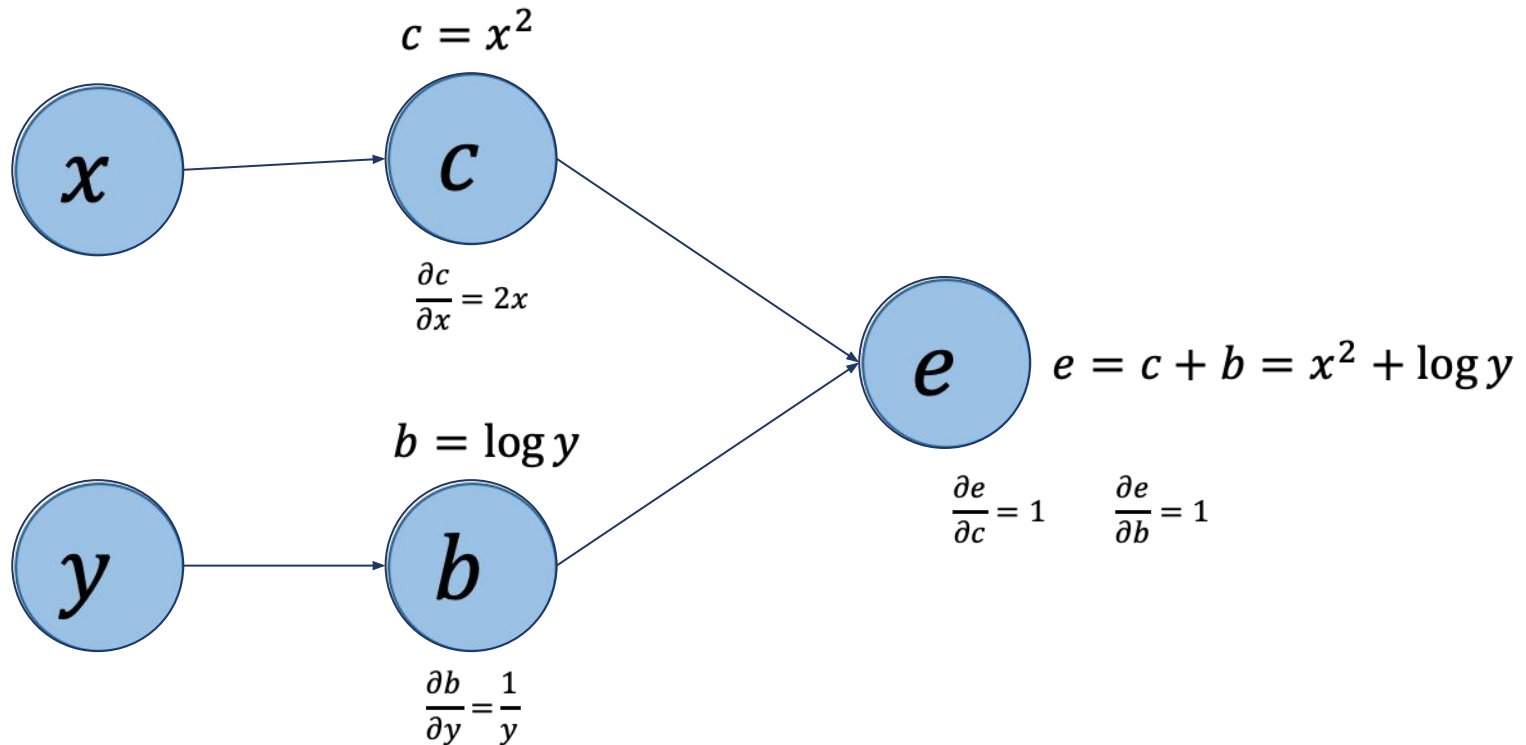 c = x²
x
c
∂c/∂x = 2x
e
e = c + b = x² + log y
b = log y
∂e/∂c = 1
∂e/∂b = 1
y
b
∂b/∂y = 1/y